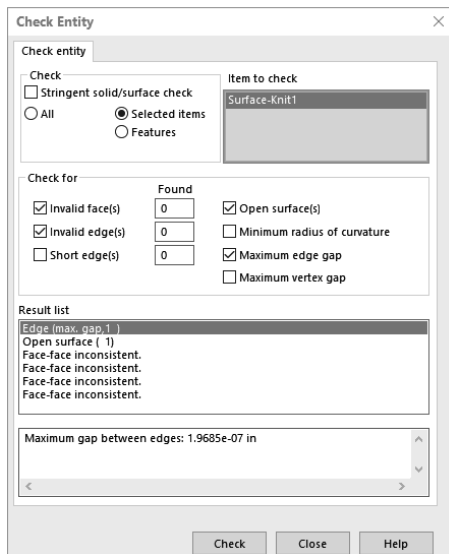 Check Entity
Check entity
Check
Stringent solid/surface check
All
Selected items
Features
Item to check
Surface-Knit1
Check for
Found
Invalid face(s) 0
Open surface(s)
Invalid edge(s) 0
Minimum radius of curvature
Short edge(s) 0
Maximum edge gap
Maximum vertex gap
Result list
Edge (max. gap,1 )
Open surface ( 1)
Face-face inconsistent.
Face-face inconsistent.
Face-face inconsistent.
Face-face inconsistent.
Maximum gap between edges: 1.9685e-07 in
Check Close Help